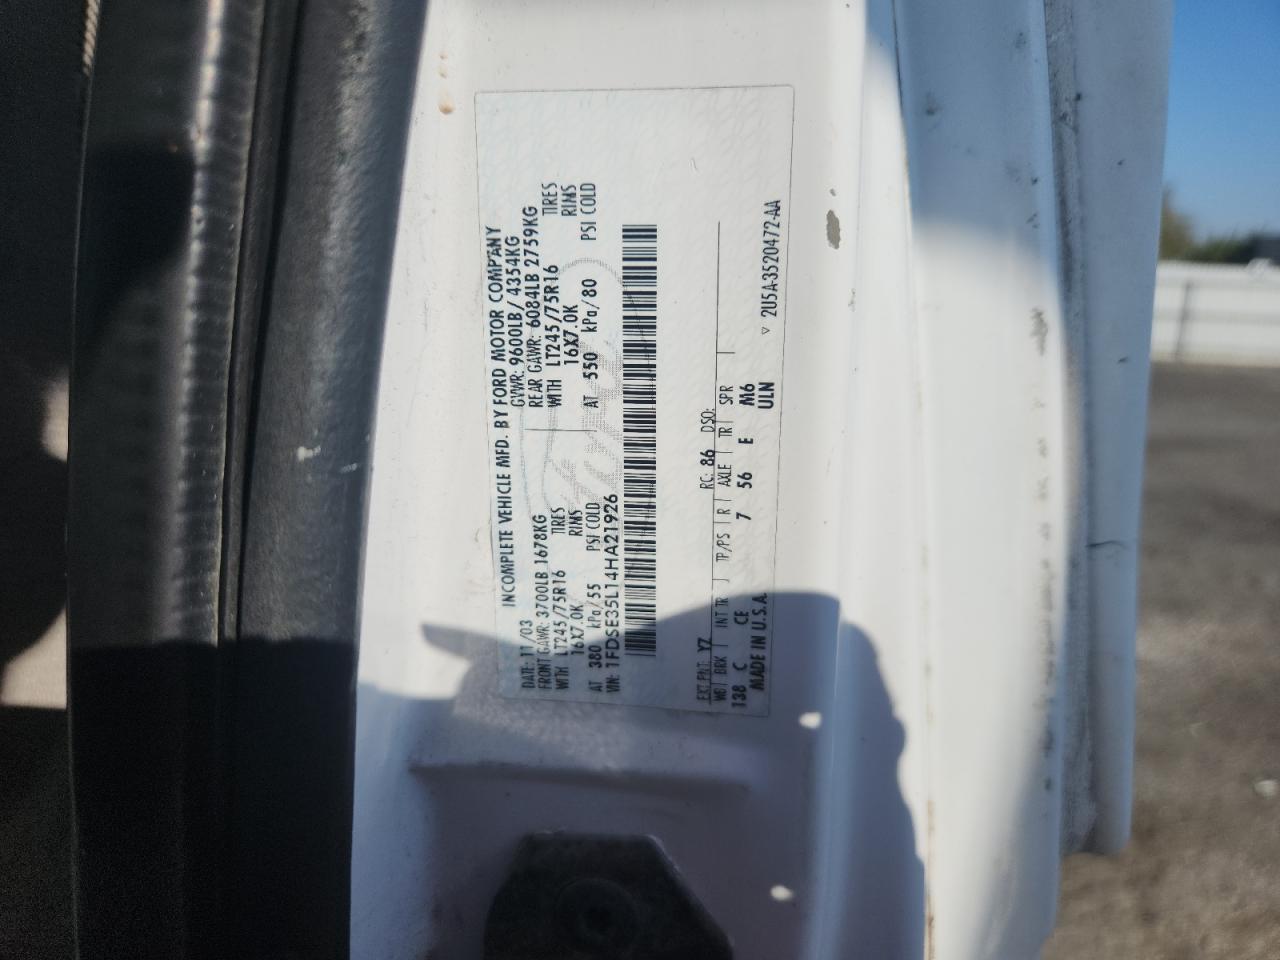 INCOMPLETE VEHICLE MFD. BY FORD MOTOR COMPANY
DATE: 11/03 GVWR: 9600LB/ 4354KG
FRONT GAWR: 3700LB 1678KG REAR GAWR: 6084LB 2759KG
WITH LT245/75R16 TIRES WITH LT245/75R16 TIRES
16X7.0K RIMS 16X7.0K RIMS
AT 380 kPa/55 PSI COLD AT 550 kPa/80 PSI COLD
VIN: 1FDSE35L14HA21926
EXT PNT: YZ RC: 86 DSO:
WB BRK INT TR TP/PS R AXLE TR SPR
138 C CE 7 56 E M6
MADE IN U.S.A. ULN
▽ 2U5A-3520472-AA